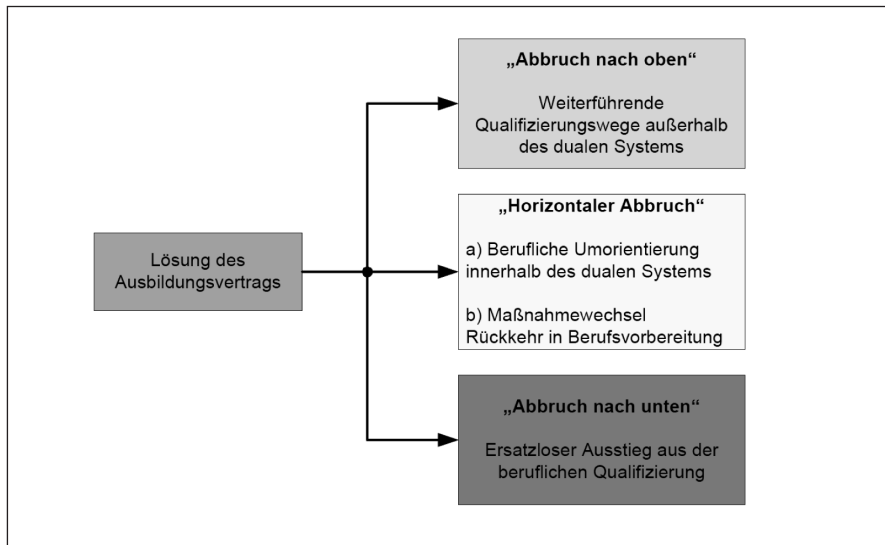 „Abbruch nach oben“
Weiterführende
Qualifizierungswege außerhalb
des dualen Systems
Lösung des
Ausbildungsvertrags
„Horizontaler Abbruch“
a) Berufliche Umorientierung
innerhalb des dualen Systems
b) Maßnahmewechsel
Rückkehr in Berufsvorbereitung
„Abbruch nach unten“
Ersatzloser Ausstieg aus der
beruflichen Qualifizierung